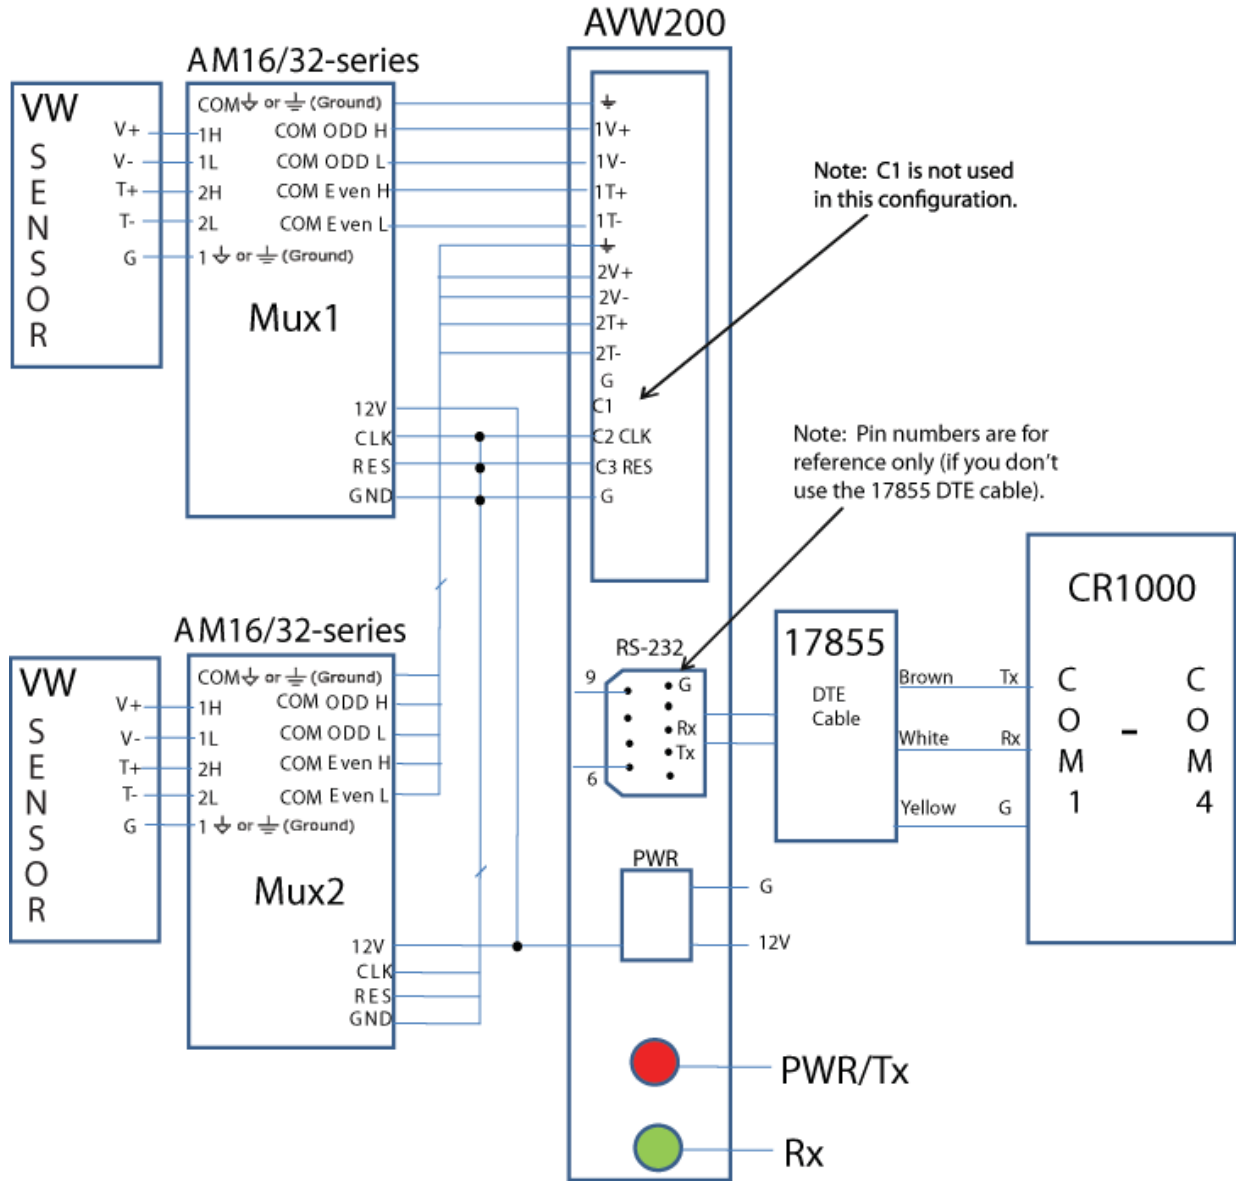 AVW200
AM16/32-series
VW
SENSOR
V+
V-
T+
T-
G
COM ⏚ or ⏚ (Ground)
1H
COM ODD H
1L
COM ODD L
2H
COM Even H
2L
COM Even L
1 ⏚ or ⏚ (Ground)
Mux1
12V
CLK
RES
GND
1V+
1V-
1T+
1T-
2V+
2V-
2T+
2T-
G
C1
C2 CLK
C3 RES
G
Note: C1 is not used
in this configuration.
Note: Pin numbers are for
reference only (if you don't
use the 17855 DTE cable).
AM16/32-series
VW
SENSOR
V+
V-
T+
T-
G
COM ⏚ or ⏚ (Ground)
1H
COM ODD H
1L
COM ODD L
2H
COM Even H
2L
COM Even L
1 ⏚ or ⏚ (Ground)
Mux2
12V
CLK
RES
GND
RS-232
9
G
Rx
Tx
6
17855
DTE
Cable
Brown Tx
White Rx
Yellow G
CR1000
COM1 - COM4
PWR
G
12V
PWR/Tx
Rx